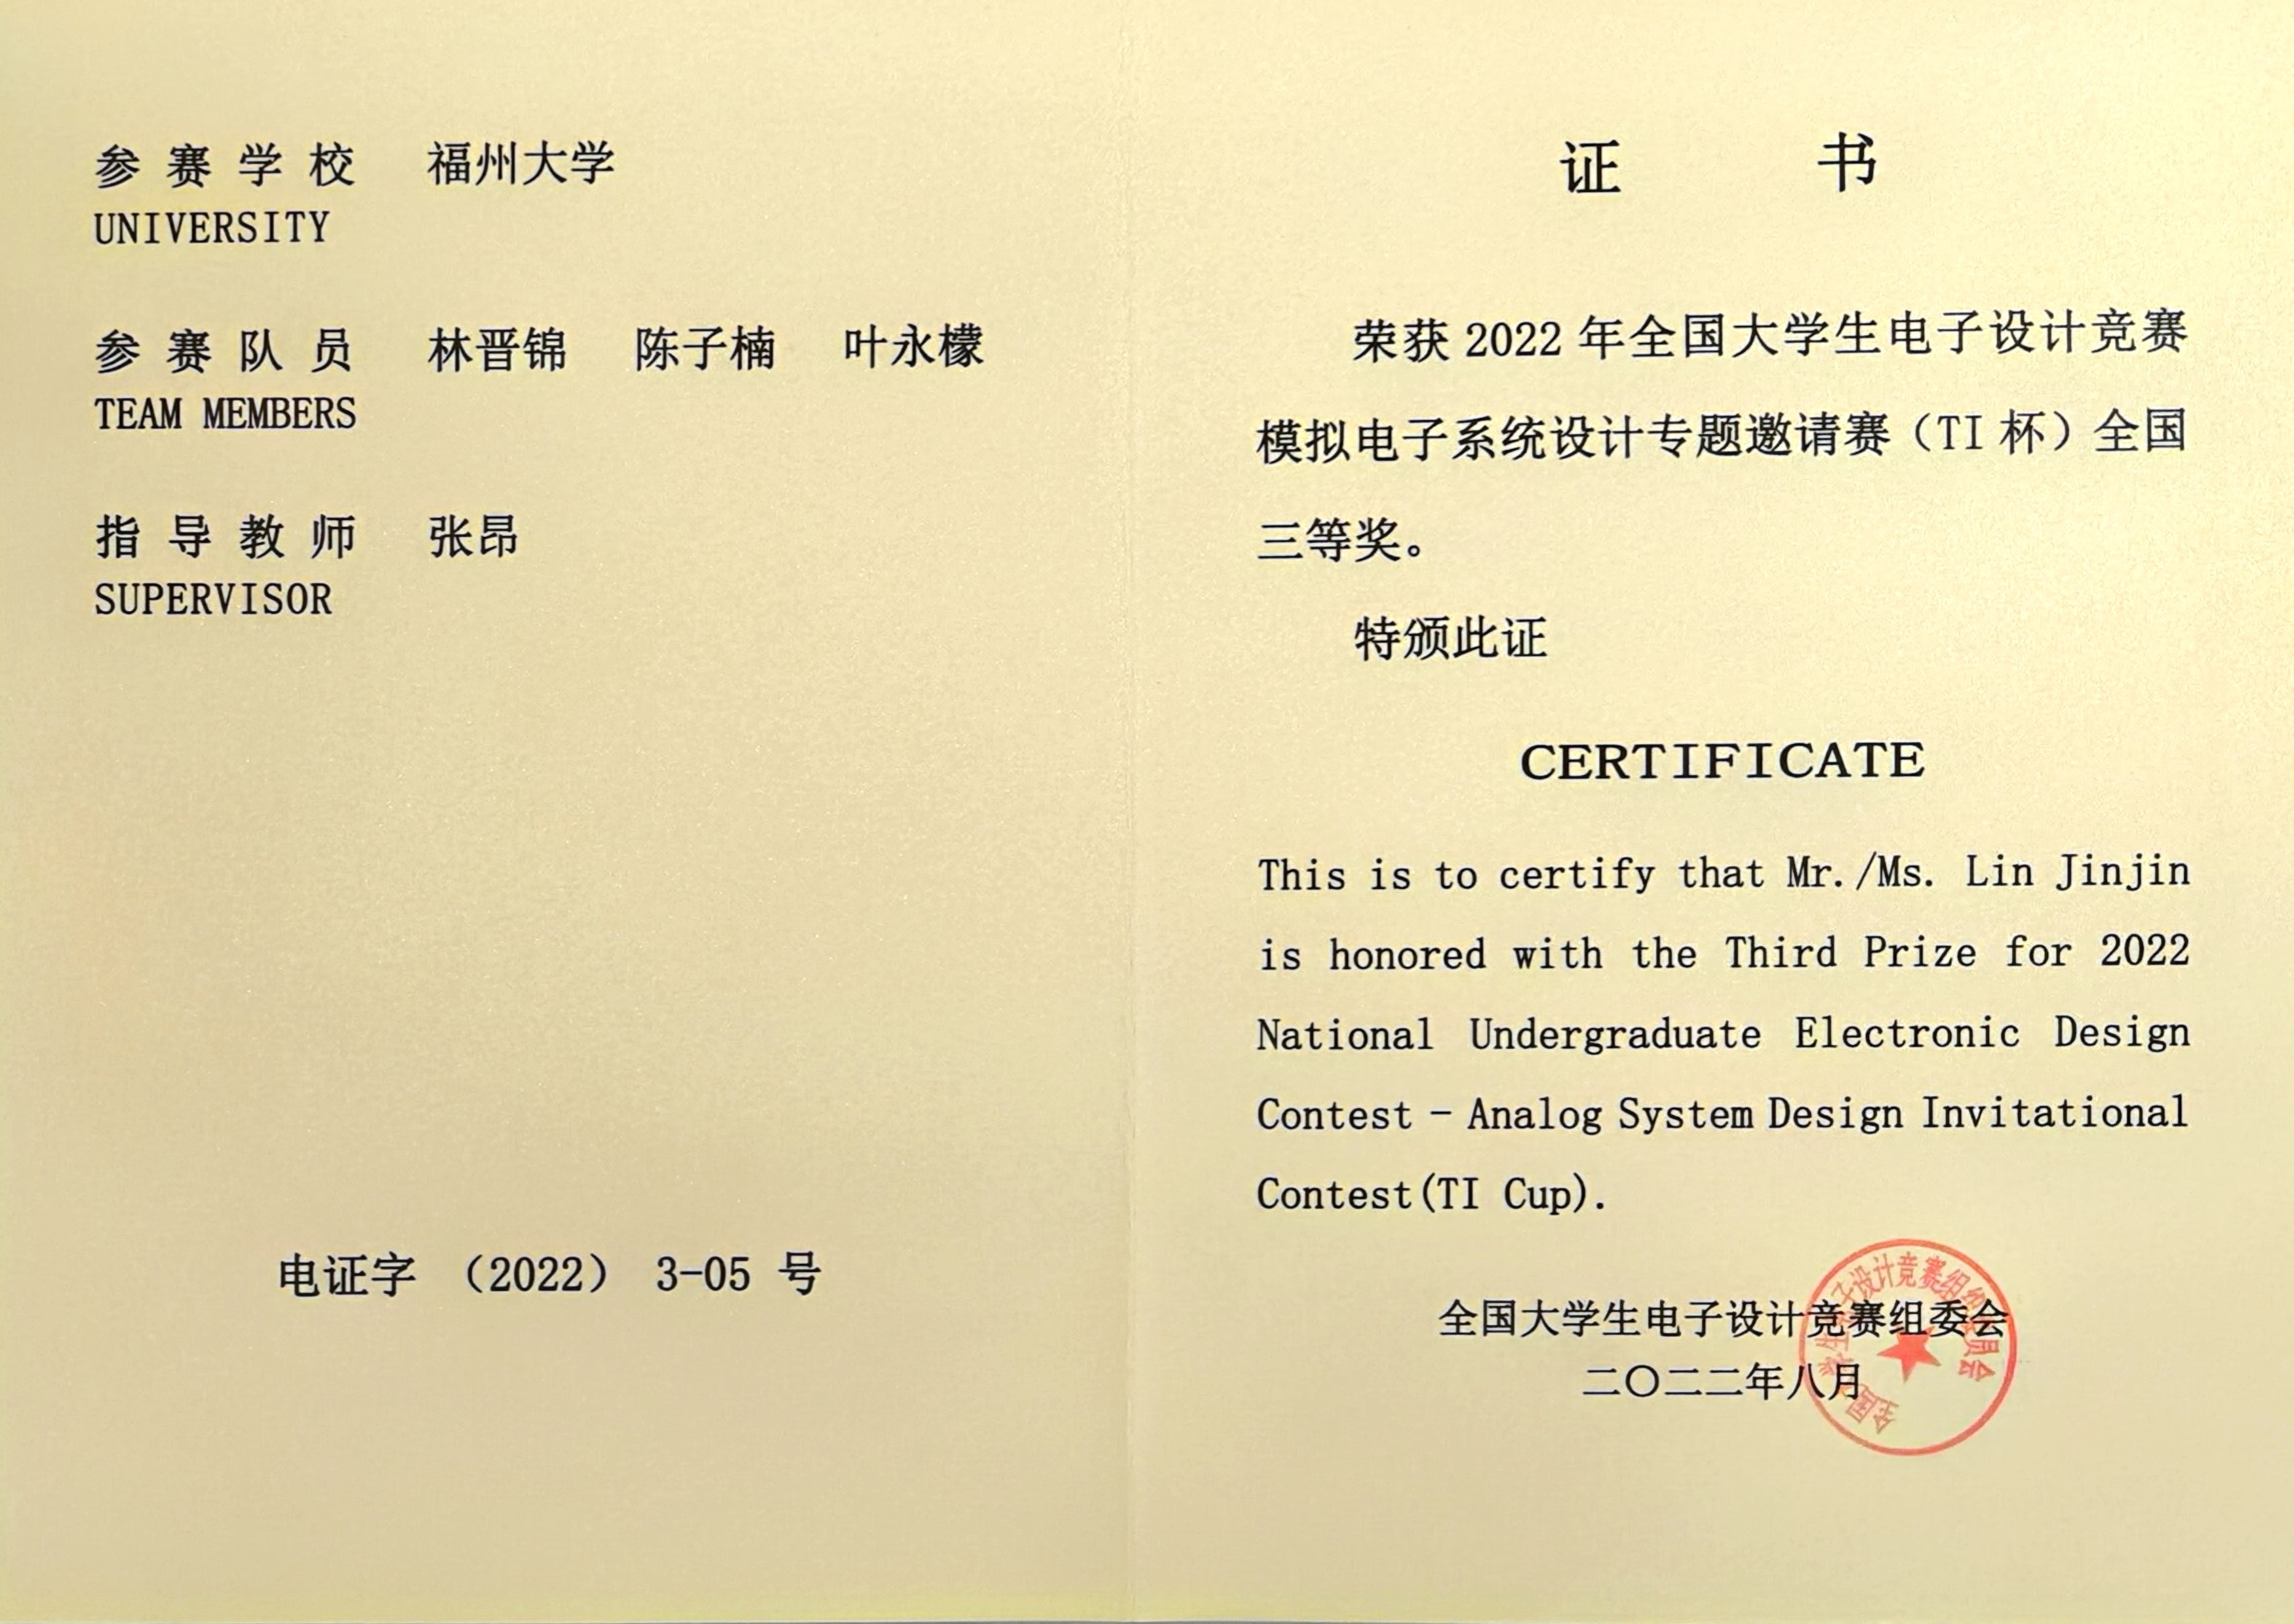 参赛学校 福州大学
UNIVERSITY
参赛队员 林晋锦 陈子楠 叶永檬
TEAM MEMBERS
指导教师 张昂
SUPERVISOR
电证字 （2022） 3-05 号
证 书
荣获 2022 年全国大学生电子设计竞赛
模拟电子系统设计专题邀请赛（TI 杯）全国
三等奖。
特颁此证
CERTIFICATE
This is to certify that Mr./Ms. Lin Jinjin
is honored with the Third Prize for 2022
National Undergraduate Electronic Design
Contest - Analog System Design Invitational
Contest(TI Cup).
全国大学生电子设计竞赛组委会
二〇二二年八月